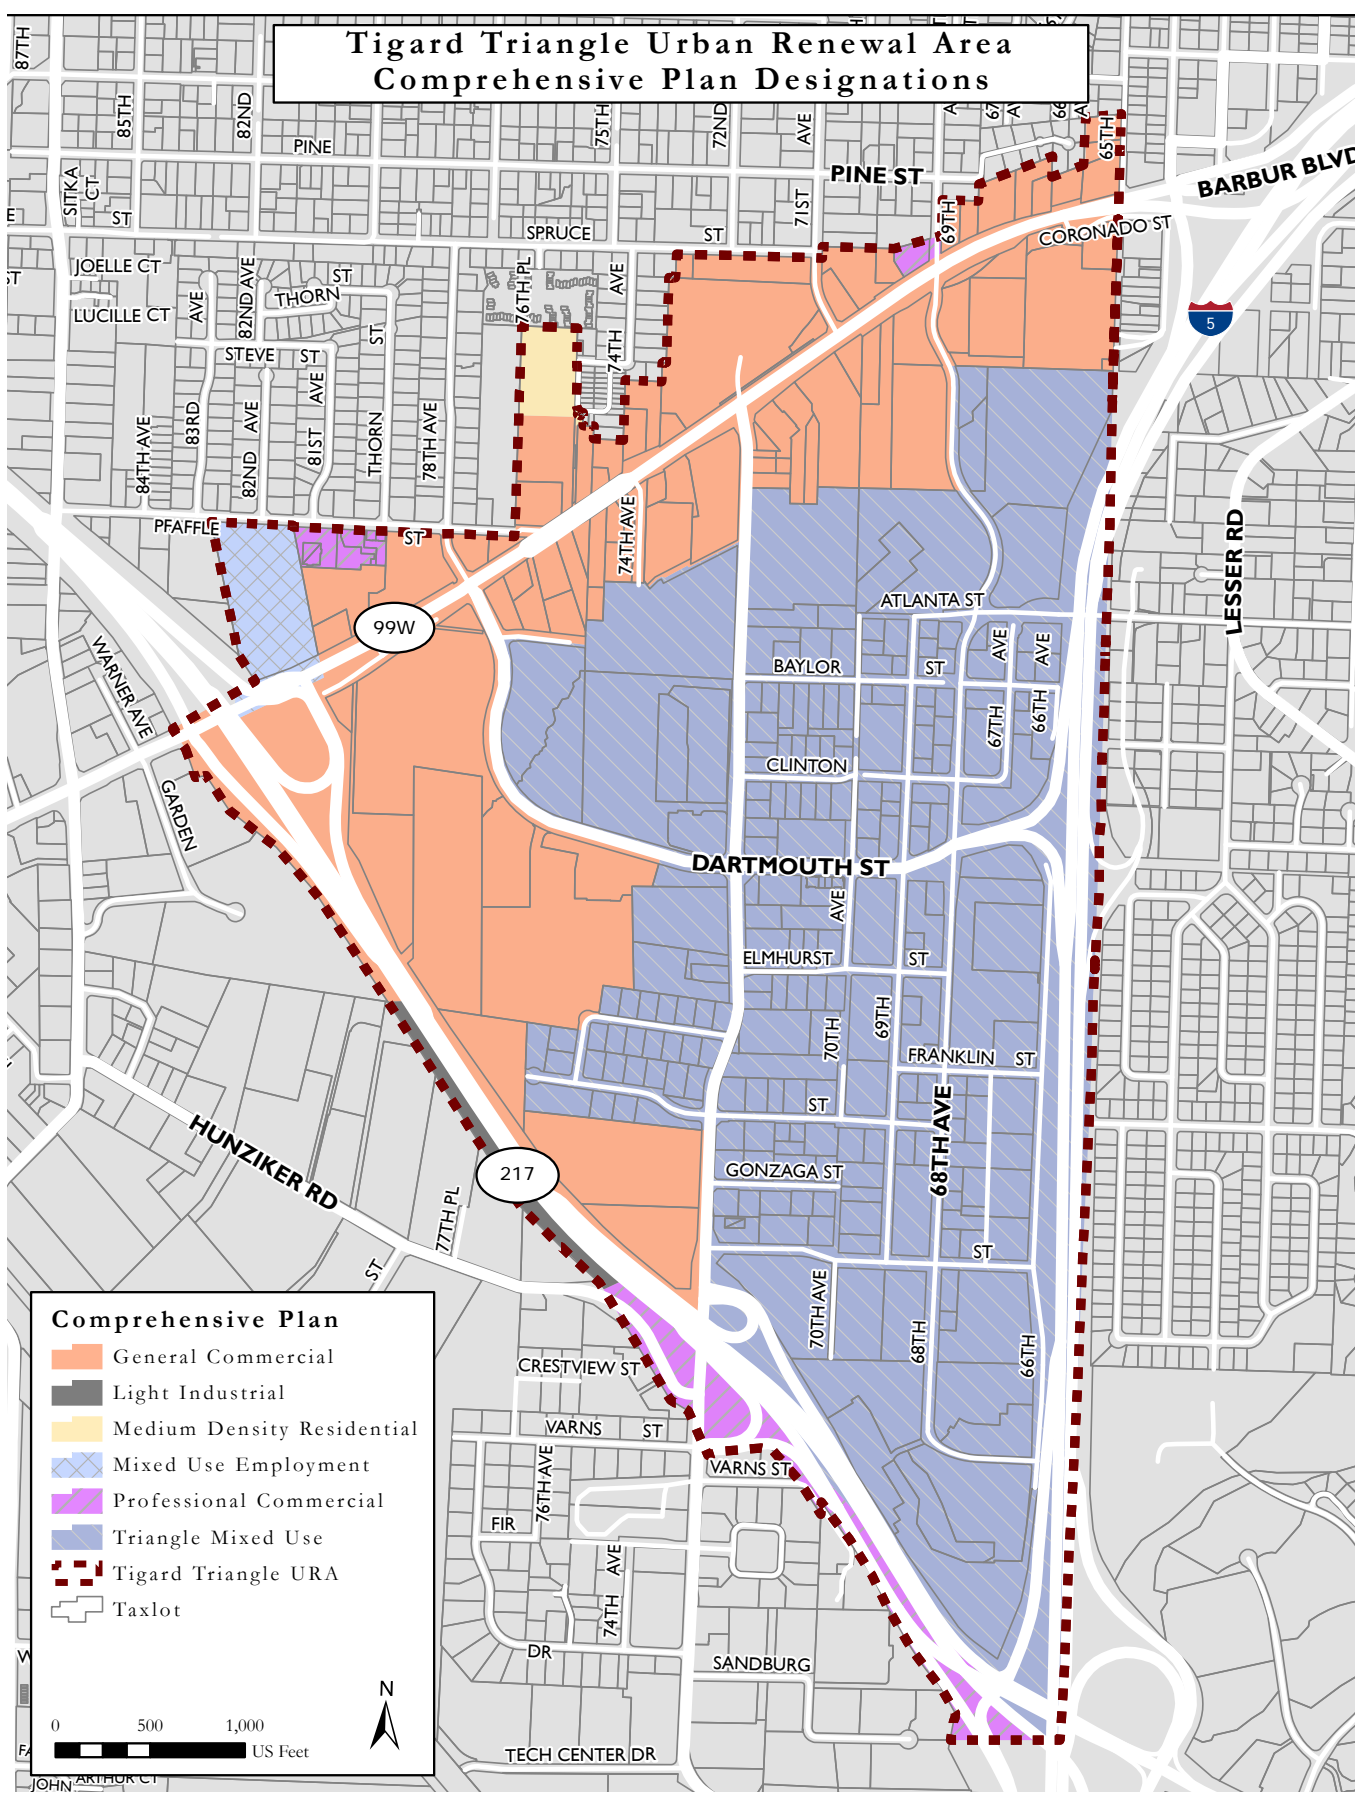 Tigard Triangle Urban Renewal Area
Comprehensive Plan Designations
87TH
85TH
82ND
75TH
72ND
AVE
67
66
65TH
PINE
PINE ST
BARBUR BLVD
SITKA
CT
ST
SPRUCE
ST
71ST
69TH
CORONADO ST
JOELLE CT
LUCILLE CT
AVE
82ND AVE
ST
THORN
ST
76TH PL
AVE
74TH
5
STEVE
ST
84TH AVE
83RD
82ND
AVE
81ST
AVE
THORN
78TH AVE
PFAFFLE
ST
74TH AVE
LESSER RD
99W
ATLANTA ST
WARNER AVE
BAYLOR
ST
AVE
AVE
67TH
66TH
GARDEN
CLINTON
DARTMOUTH ST
AVE
ELMHURST
ST
70TH
69TH
FRANKLIN
ST
HUNZIKER RD
ST
68TH AVE
217
GONZAGA ST
77TH PL
ST
ST
70TH AVE
68TH
66TH
CRESTVIEW ST
VARNS
ST
VARNS ST
76TH AVE
FIR
AVE
74TH
DR
SANDBURG
TECH CENTER DR
JOHN
ARTHUR CT
Comprehensive Plan
General Commercial
Light Industrial
Medium Density Residential
Mixed Use Employment
Professional Commercial
Triangle Mixed Use
Tigard Triangle URA
Taxlot
N
0 500 1,000
US Feet